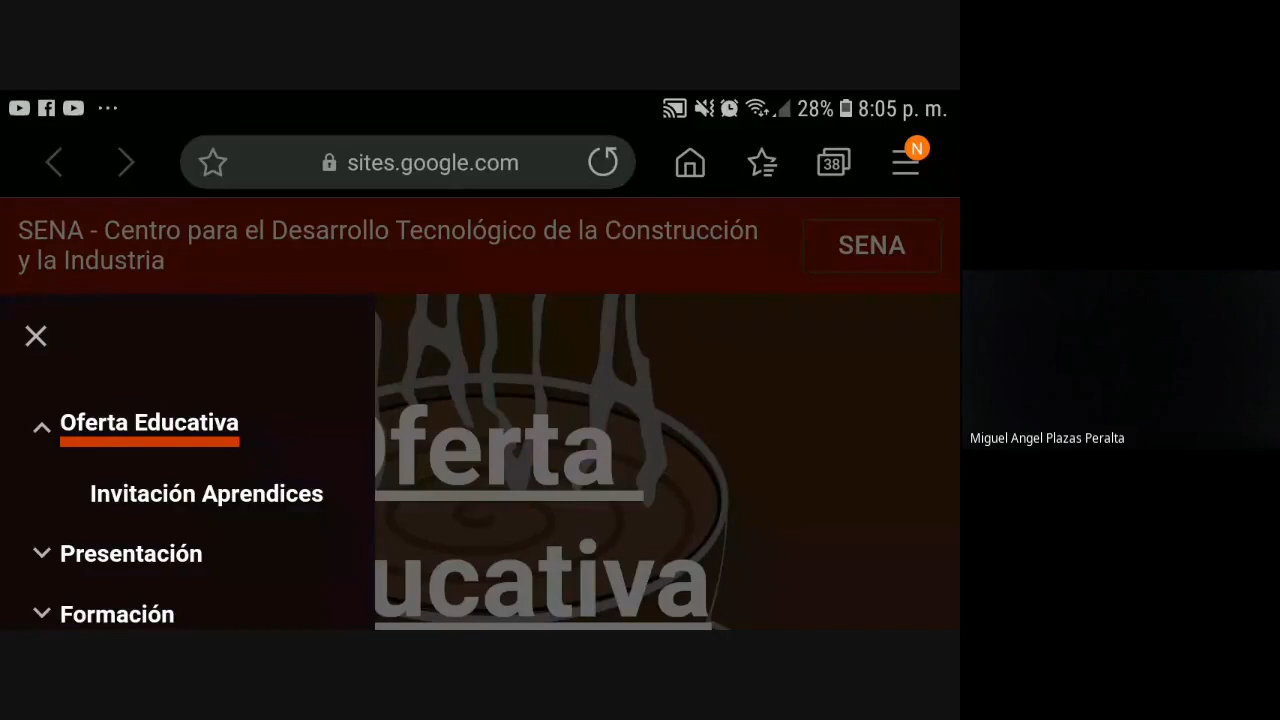 28% 8:05 p. m.
sites.google.com
38
N
SENA - Centro para el Desarrollo Tecnológico de la Construcción
y la Industria
SENA
Oferta Educativa
Invitación Aprendices
Presentación
Formación
Oferta
ucativa
Miguel Angel Plazas Peralta